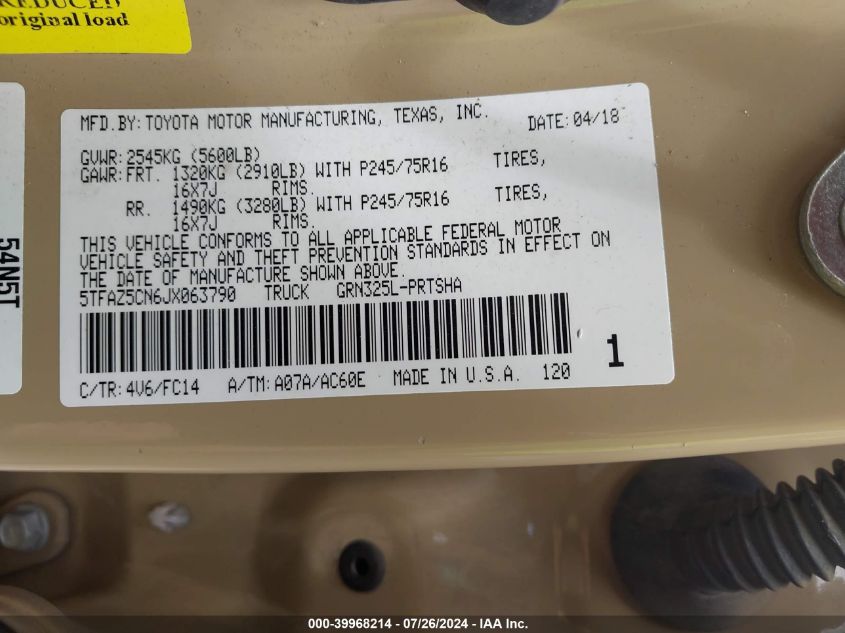 REDUCED
original load
54N5T
MFD.BY:TOYOTA MOTOR MANUFACTURING, TEXAS, INC.
DATE:04/18
GVWR:2545KG (5600LB)
GAWR:FRT. 1320KG (2910LB) WITH P245/75R16 TIRES,
16X7J RIMS.
RR. 1490KG (3280LB) WITH P245/75R16 TIRES,
16X7J RIMS.
THIS VEHICLE CONFORMS TO ALL APPLICABLE FEDERAL MOTOR
VEHICLE SAFETY AND THEFT PREVENTION STANDARDS IN EFFECT ON
THE DATE OF MANUFACTURE SHOWN ABOVE.
5TFAZ5CN6JX063790 TRUCK GRN325L-PRTSHA
1
C/TR:4V6/FC14 A/TM:A07A/AC60E MADE IN U.S.A. 120
000-39968214 - 07/26/2024 - IAA Inc.